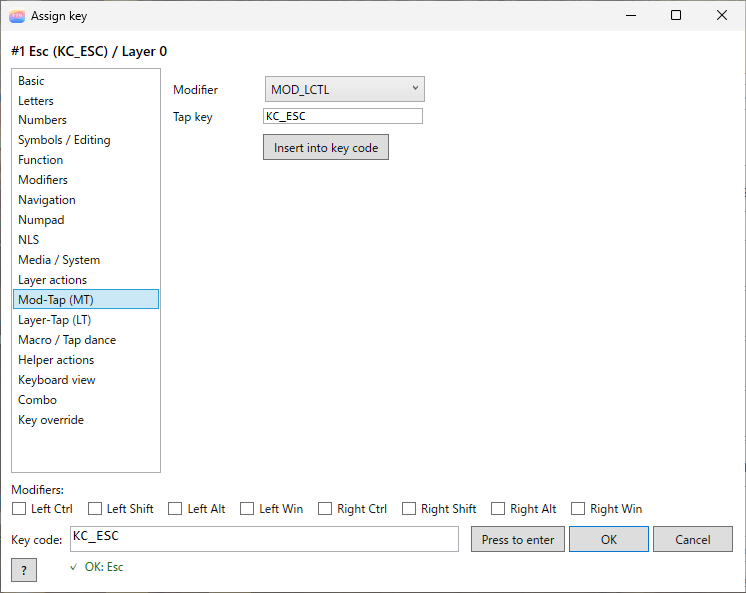 Assign key
#1 Esc (KC_ESC) / Layer 0
Basic
Letters
Numbers
Symbols / Editing
Function
Modifiers
Navigation
Numpad
NLS
Media / System
Layer actions
Mod-Tap (MT)
Layer-Tap (LT)
Macro / Tap dance
Helper actions
Keyboard view
Combo
Key override
Modifier MOD_LCTL
Tap key KC_ESC
Insert into key code
Modifiers:
Left Ctrl Left Shift Left Alt Left Win Right Ctrl Right Shift Right Alt Right Win
Key code: KC_ESC Press to enter OK Cancel
? ✓ OK: Esc